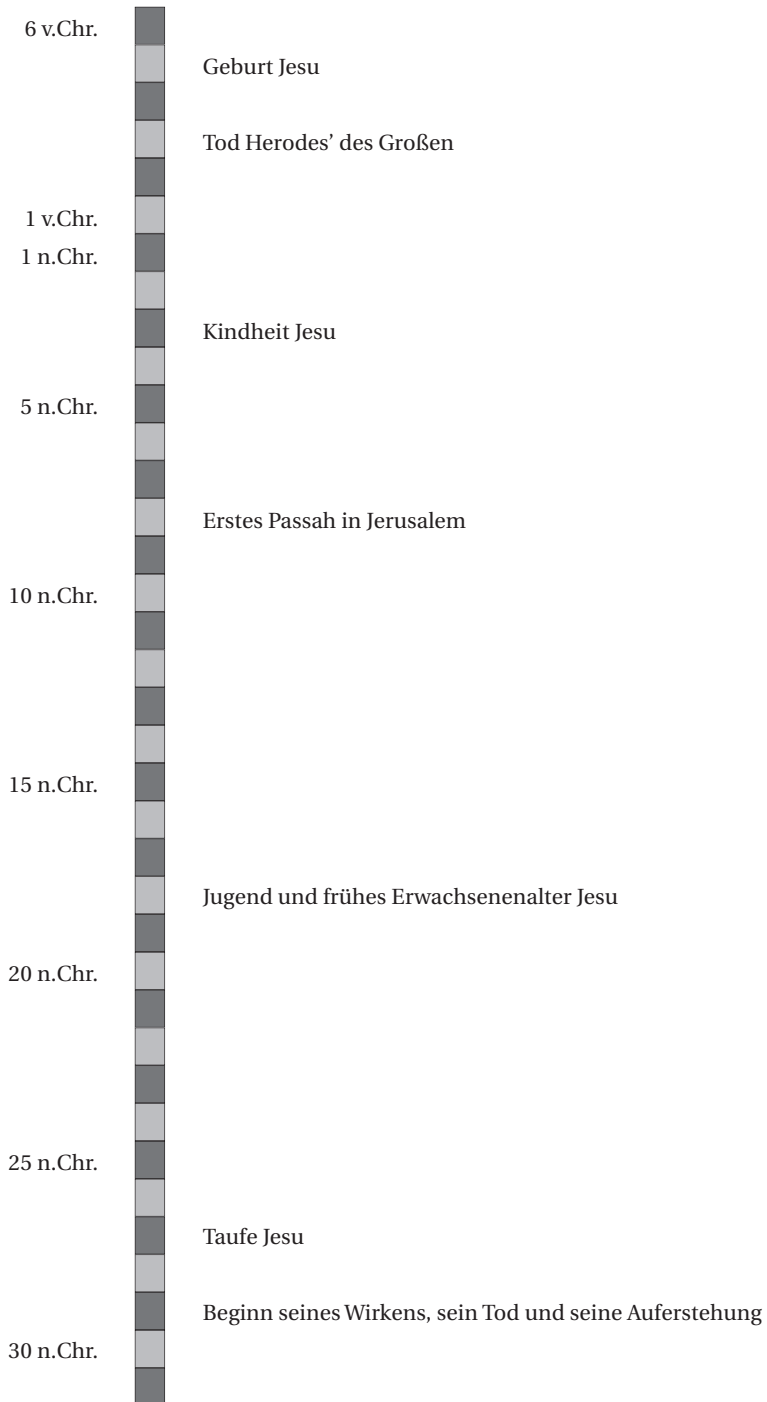 6 v.Chr.
Geburt Jesu
Tod Herodes’ des Großen
1 v.Chr.
1 n.Chr.
Kindheit Jesu
5 n.Chr.
Erstes Passah in Jerusalem
10 n.Chr.
15 n.Chr.
Jugend und frühes Erwachsenenalter Jesu
20 n.Chr.
25 n.Chr.
Taufe Jesu
Beginn seines Wirkens, sein Tod und seine Auferstehung
30 n.Chr.